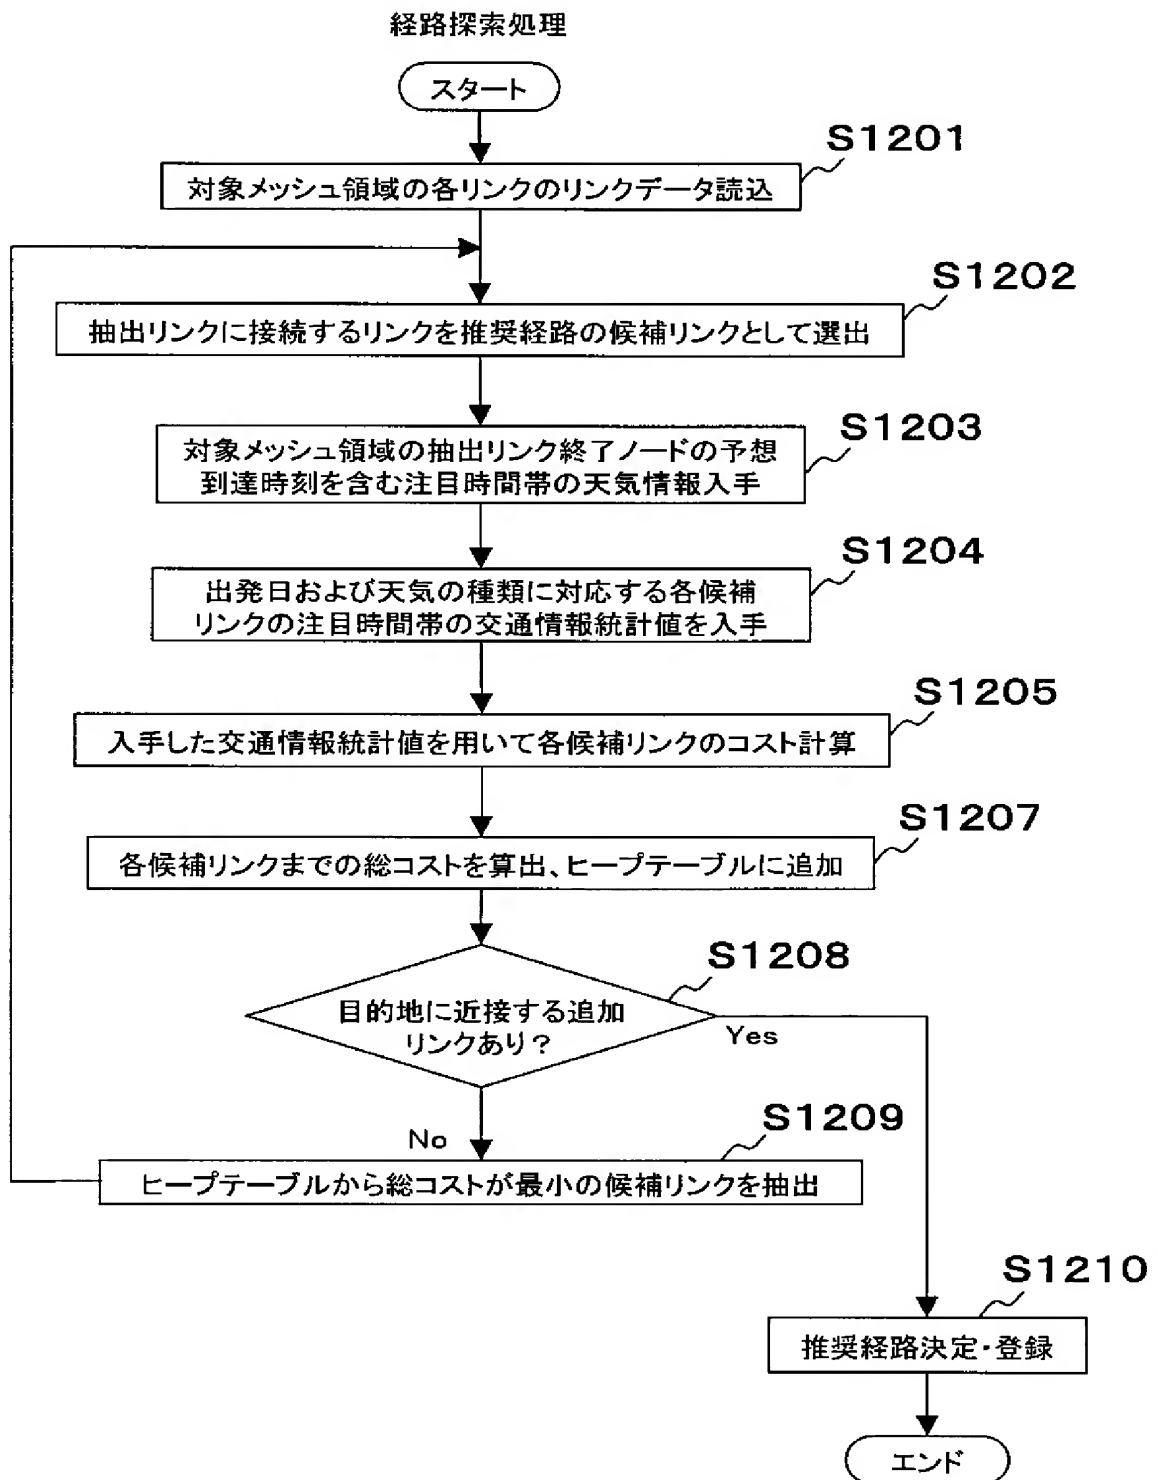 経路探索処理
スタート
S1201
対象メッシュ領域の各リンクのリンクデータ読込
S1202
抽出リンクに接続するリンクを推奨経路の候補リンクとして選出
S1203
対象メッシュ領域の抽出リンク終了ノードの予想
到達時刻を含む注目時間帯の天気情報入手
S1204
出発日および天気の種類に対応する各候補
リンクの注目時間帯の交通情報統計値を入手
S1205
入手した交通情報統計値を用いて各候補リンクのコスト計算
S1207
各候補リンクまでの総コストを算出、ヒープテーブルに追加
S1208
目的地に近接する追加
リンクあり?
Yes
No
S1209
ヒープテーブルから総コストが最小の候補リンクを抽出
S1210
推奨経路決定・登録
エンド